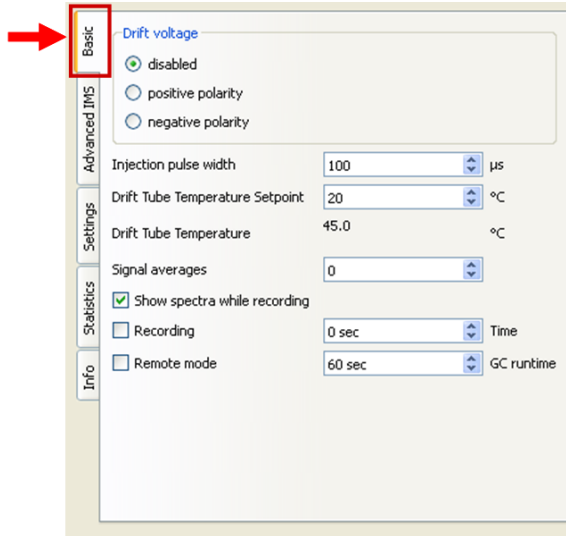 Basic
Advanced IMS
Settings
Statistics
Info
Drift voltage
disabled
positive polarity
negative polarity
Injection pulse width 100 µs
Drift Tube Temperature Setpoint 20 °C
Drift Tube Temperature 45.0 °C
Signal averages 0
Show spectra while recording
Recording 0 sec Time
Remote mode 60 sec GC runtime